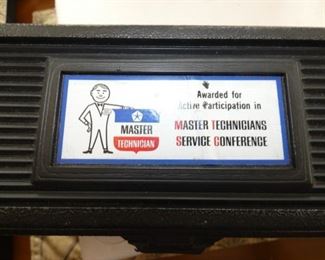 MASTER
TECHNICIAN
Awarded for
Active Participation in
MASTER TECHNICIANS
SERVICE CONFERENCE